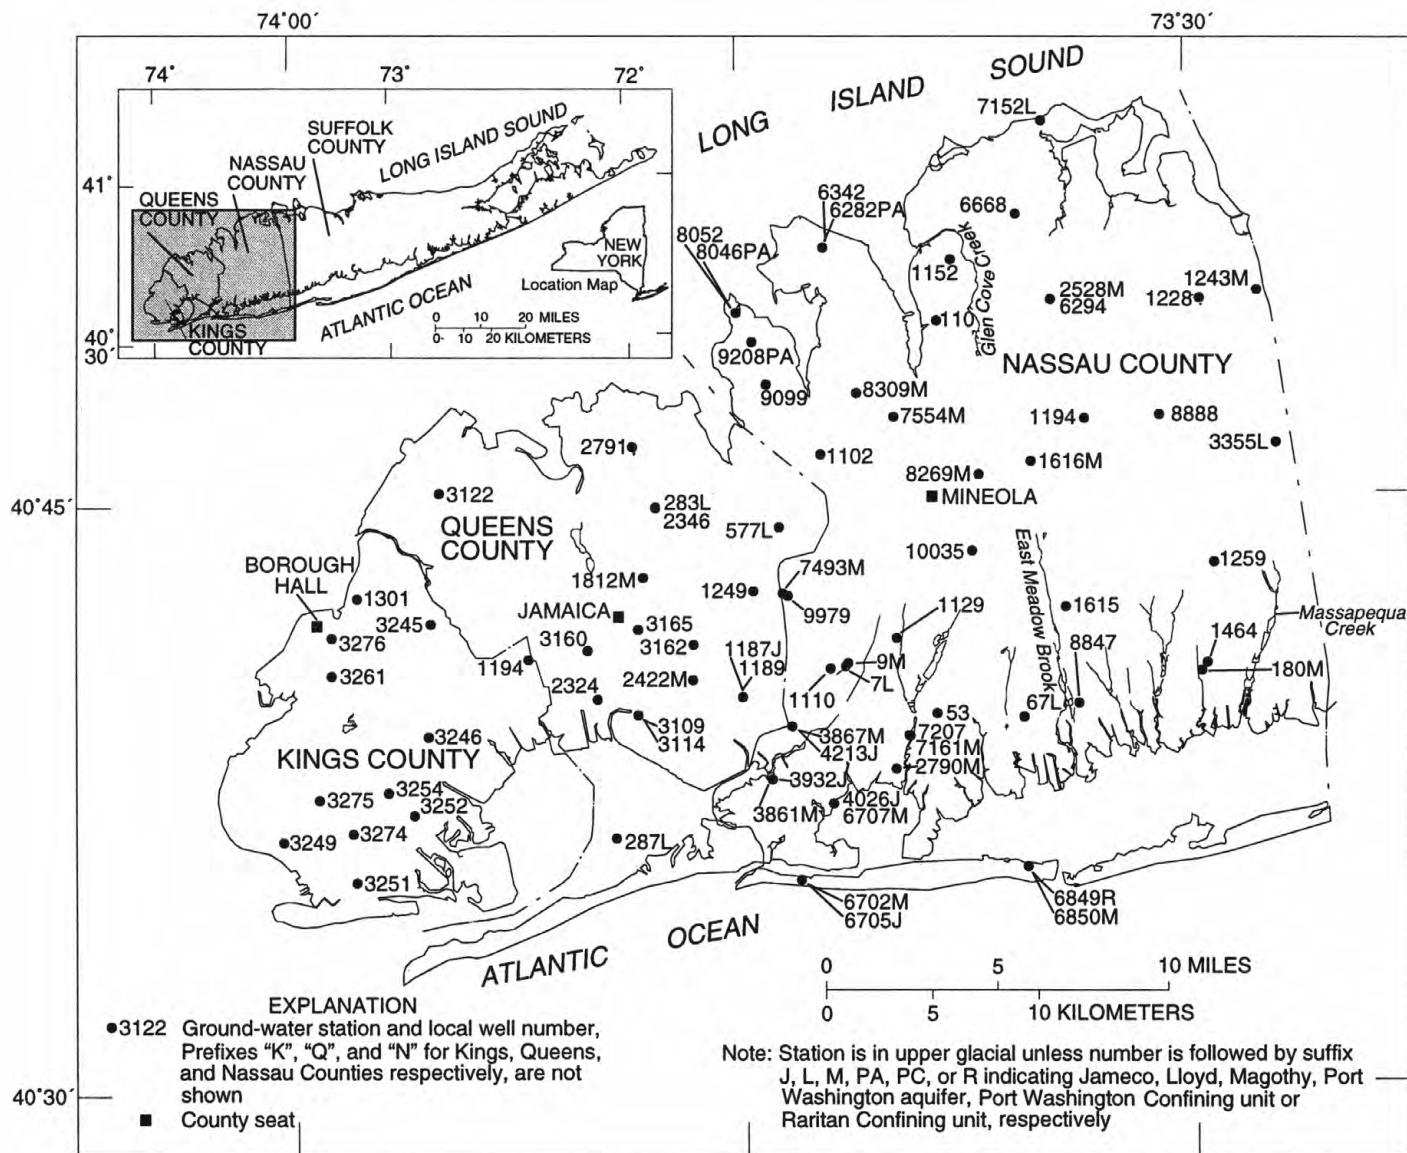 74°00´
73°30´
74°
73°
72°
LONG ISLAND SOUND
7152L
SUFFOLK
COUNTY
LONG ISLAND SOUND
NASSAU
COUNTY
41°
QUEENS
COUNTY
6342
6282PA
6668
8052
8046PA
Glen Cove Creek
NEW
YORK
1152
Location Map
2528M
6294
1243M
1228
ATLANTIC OCEAN
0 10 20 MILES
0 10 20 KILOMETERS
110
KINGS
COUNTY
40°
30´
9208PA
NASSAU COUNTY
9099
8309M
7554M
1194
8888
2791
3355L
1102
1616M
8269M
3122
MINEOLA
40°45´
283L
2346
QUEENS
COUNTY
577L
East Meadow Brook
10035
BOROUGH
HALL
1812M
7493M
1259
1249
9979
1301
JAMAICA
1129
1615
Massapequa
Creek
3245
3165
3276
3160
3162
1187J
1189
8847
1464
1194
9M
180M
3261
2422M
7L
1110
2324
67L
53
3109
3114
3867M
4213J
7207
7161M
3246
KINGS COUNTY
2790M
3932J
3254
3275
3252
3861M
4026J
6707M
3274
3249
287L
3251
6849R
6850M
6702M
6705J
ATLANTIC OCEAN
0 5 10 MILES
0 5 10 KILOMETERS
EXPLANATION
3122 Ground-water station and local well number,
Prefixes “K”, “Q”, and “N” for Kings, Queens,
and Nassau Counties respectively, are not
shown
County seat
40°30´
Note: Station is in upper glacial unless number is followed by suffix
J, L, M, PA, PC, or R indicating Jameco, Lloyd, Magothy, Port
Washington aquifer, Port Washington Confining unit or
Raritan Confining unit, respectively